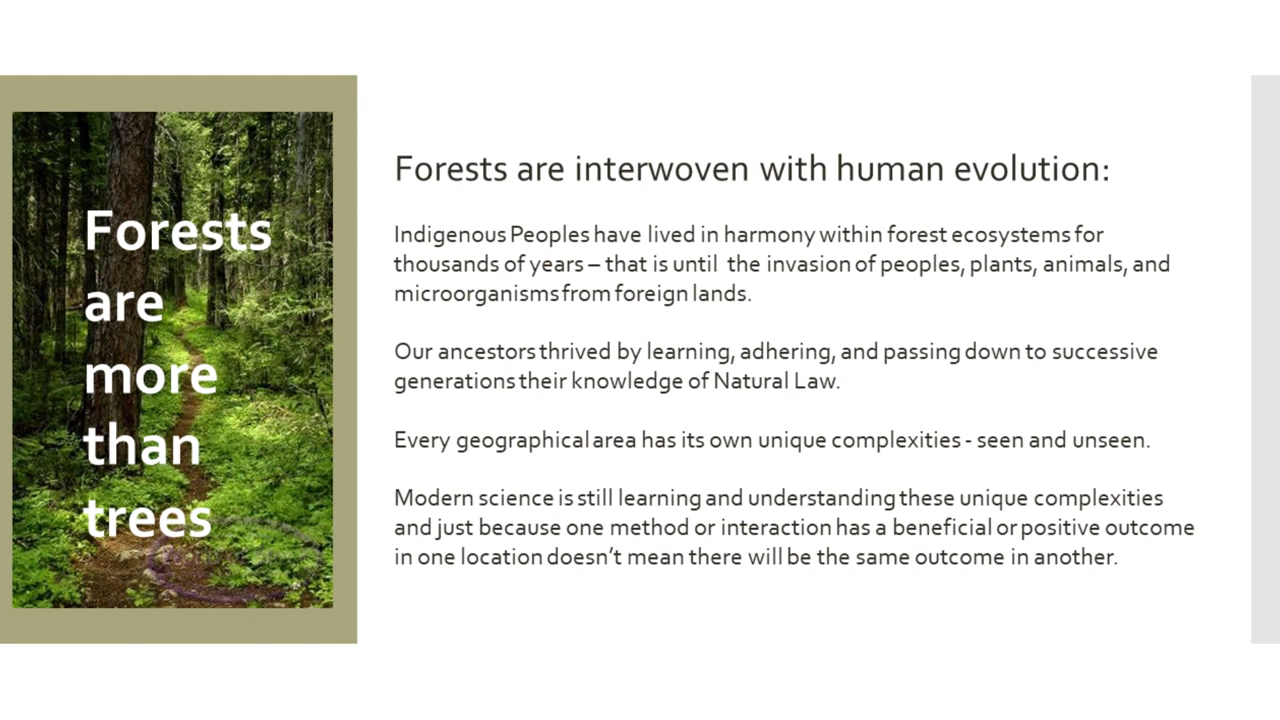 Forests
are
more
than
trees
Forests are interwoven with human evolution:
Indigenous Peoples have lived in harmony within forest ecosystems for
thousands of years – that is until the invasion of peoples, plants, animals, and
microorganisms from foreign lands.
Our ancestors thrived by learning, adhering, and passing down to successive
generations their knowledge of Natural Law.
Every geographical area has its own unique complexities - seen and unseen.
Modern science is still learning and understanding these unique complexities
and just because one method or interaction has a beneficial or positive outcome
in one location doesn’t mean there will be the same outcome in another.